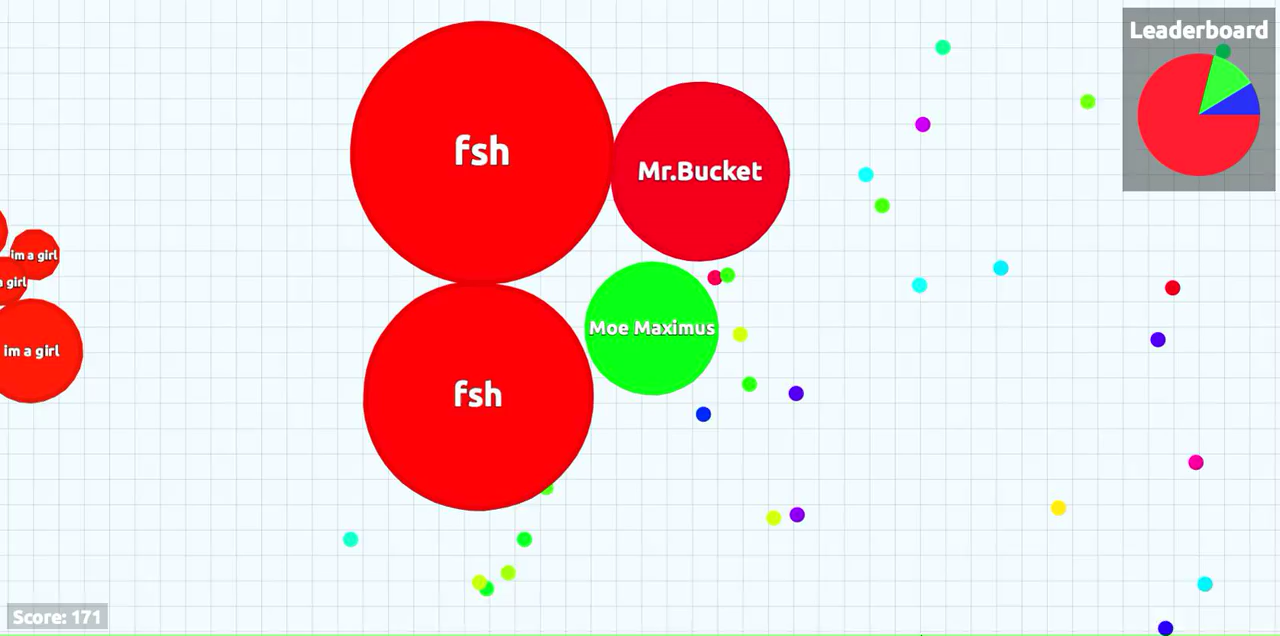 Leaderboard
fsh
Mr.Bucket
im a girl
a girl
Moe Maximus
im a girl
fsh
Score: 171